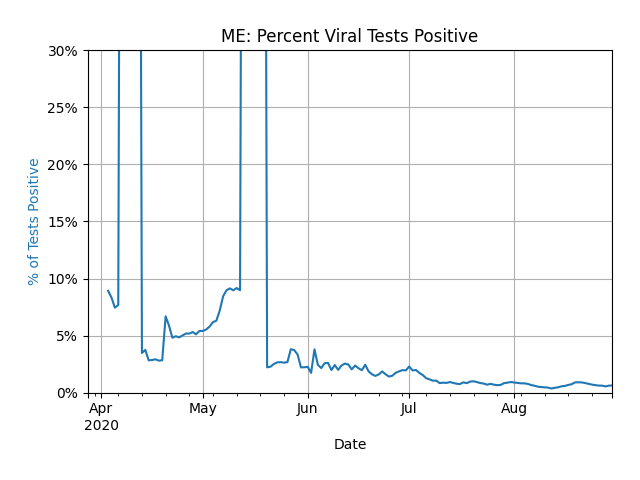 ME: Percent Viral Tests Positive
30%
25%
20%
15%
10%
5%
0%
% of Tests Positive
Apr May Jun Jul Aug
2020
Date